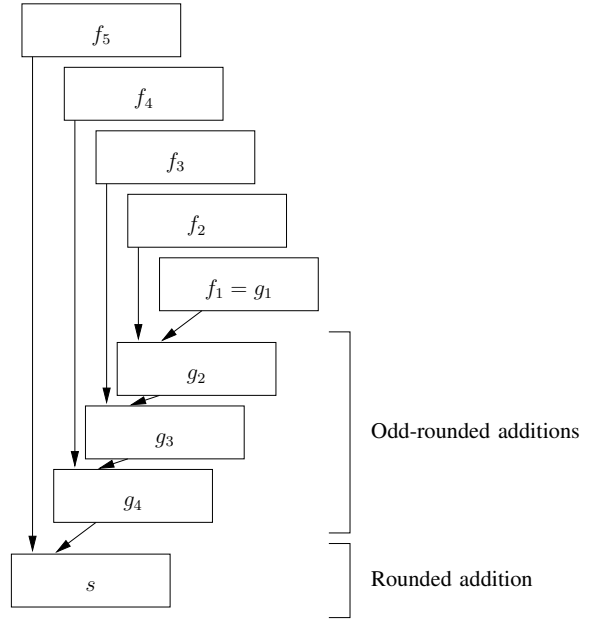 f₅
f₄
f₃
f₂
f₁ = g₁
g₂
g₃
Odd-rounded additions
g₄
s
Rounded addition